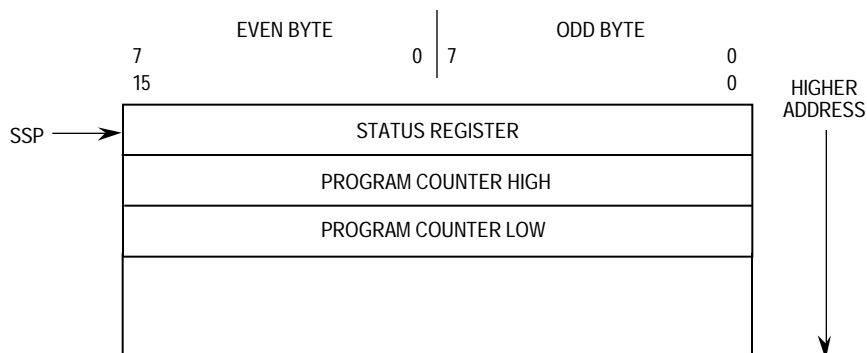 EVEN BYTE ODD BYTE
7 0 7 0
15 0
HIGHER
ADDRESS
SSP
STATUS REGISTER
PROGRAM COUNTER HIGH
PROGRAM COUNTER LOW